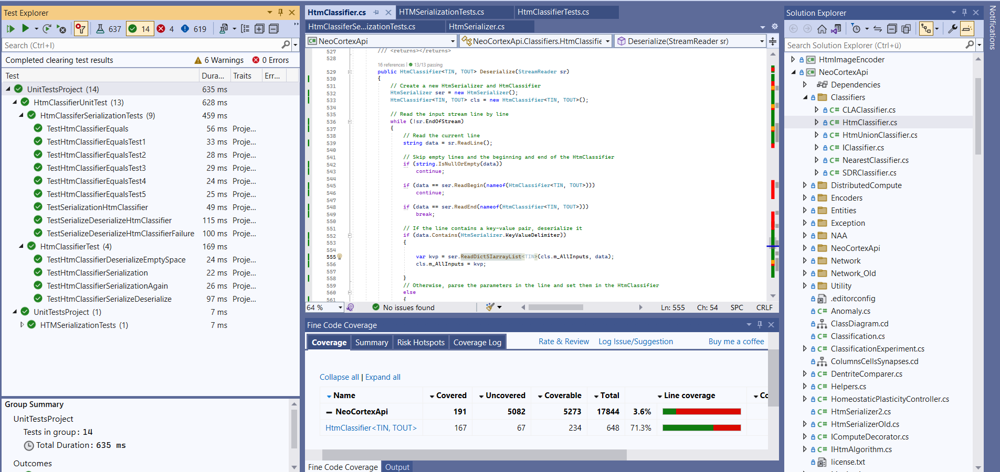 Test Explorer
637 14 4 619
Search (Ctrl+I)
Completed clearing test results 6 Warnings 0 Errors
Test Dura... Traits Err...
UnitTestsProject (14) 635 ms
HtmClassifierUnitTest (13) 628 ms
HtmClassiferSerializationTests (9) 459 ms
TestHtmClassifierEquals 56 ms Proje...
TestHtmClassifierEqualsTest1 33 ms Proje...
TestHtmClassifierEqualsTest2 28 ms Proje...
TestHtmClassifierEqualsTest3 29 ms Proje...
TestHtmClassifierEqualsTest4 24 ms Proje...
TestHtmClassifierEqualsTest5 25 ms Proje...
TestSerializationHtmClassifier 49 ms Proje...
TestSerializeDeserializeHtmClassifier 115 ms Proje...
TestSerializeDeserializeHtmClassifierFailure 100 ms Proje...
HtmClassifierTest (4) 169 ms
TestHtmClassifierDeserializeEmptySpace 24 ms Proje...
TestHtmClassifierSerialization 22 ms Proje...
TestHtmClassifierSerializationAgain 26 ms Proje...
TestHtmClassifierSerializeDeserialize 97 ms Proje...
UnitTestsProject (1) 7 ms
HTMSerializationTests (1) 7 ms
Group Summary
UnitTestsProject
Tests in group: 14
Total Duration: 635 ms
Outcomes
HtmClassifier.cs HTMSerializationTests.cs HtmClassifierTests.cs
HtmClassiferSe...izationTests.cs HtmSerializer.cs
NeoCortexApi NeoCortexApi.Classifiers.HtmClassifie Deserialize(StreamReader sr)
527 /// <returns></returns>
528
16 references | 13/13 passing
529 public HtmClassifier<TIN, TOUT> Deserialize(StreamReader sr)
530 {
531 // Create a new HtmSerializer and HtmClassifier
532 HtmSerializer ser = new HtmSerializer();
533 HtmClassifier<TIN, TOUT> cls = new HtmClassifier<TIN, TOUT>();
534
535 // Read the input stream line by line
536 while (!sr.EndOfStream)
537 {
538 // Read the current line
539 string data = sr.ReadLine();
540
541 // Skip empty lines and the beginning and end of the HtmClassifier
542 if (string.IsNullOrEmpty(data))
543 continue;
544
545 if (data == ser.ReadBegin(nameof(HtmClassifier<TIN, TOUT>)))
546 continue;
547
548 if (data == ser.ReadEnd(nameof(HtmClassifier<TIN, TOUT>)))
549 break;
550
551 // If the line contains a key-value pair, deserialize it
552 if (data.Contains(HtmSerializer.KeyValueDelimiter))
553 {
554
555 var kvp = ser.ReadDictSIarrayList<TIN>(cls.m_AllInputs, data);
556 cls.m_AllInputs = kvp;
557
558 }
559 // Otherwise, parse the parameters in the line and set them in the HtmClassifier
560 else
561 {
64 % No issues found Ln: 555 Ch: 54 SPC CRLF
Fine Code Coverage
Coverage Summary Risk Hotspots Coverage Log Rate & Review Log Issue/Suggestion Buy me a coffee
Collapse all | Expand all
Name Covered Uncovered Coverable Total Line coverage Co
NeoCortexApi 191 5082 5273 17844 3.6%
HtmClassifier<TIN, TOUT> 167 67 234 648 71.3%
Fine Code Coverage Output
Solution Explorer
Search Solution Explorer (Ctrl+ü)
HtmImageEncoder
NeoCortexApi
Dependencies
Classifiers
CLAClassifier.cs
HtmClassifier.cs
HtmUnionClassifier.cs
IClassifier.cs
NearestClassifier.cs
SDRClassifier.cs
DistributedCompute
Encoders
Entities
Exception
NAA
NeoCortexApi
Network
Network_Old
Utility
.editorconfig
Anomaly.cs
ClassDiagram.cd
Classification.cs
ClassificationExperiment.cs
ColumnsCellsSynapses.cd
DentriteComparer.cs
Helpers.cs
HomeostaticPlasticityController.cs
HtmSerializer2.cs
HtmSerializerOld.cs
IComputeDecorator.cs
IHtmAlgorithm.cs
license.txt
Notifications